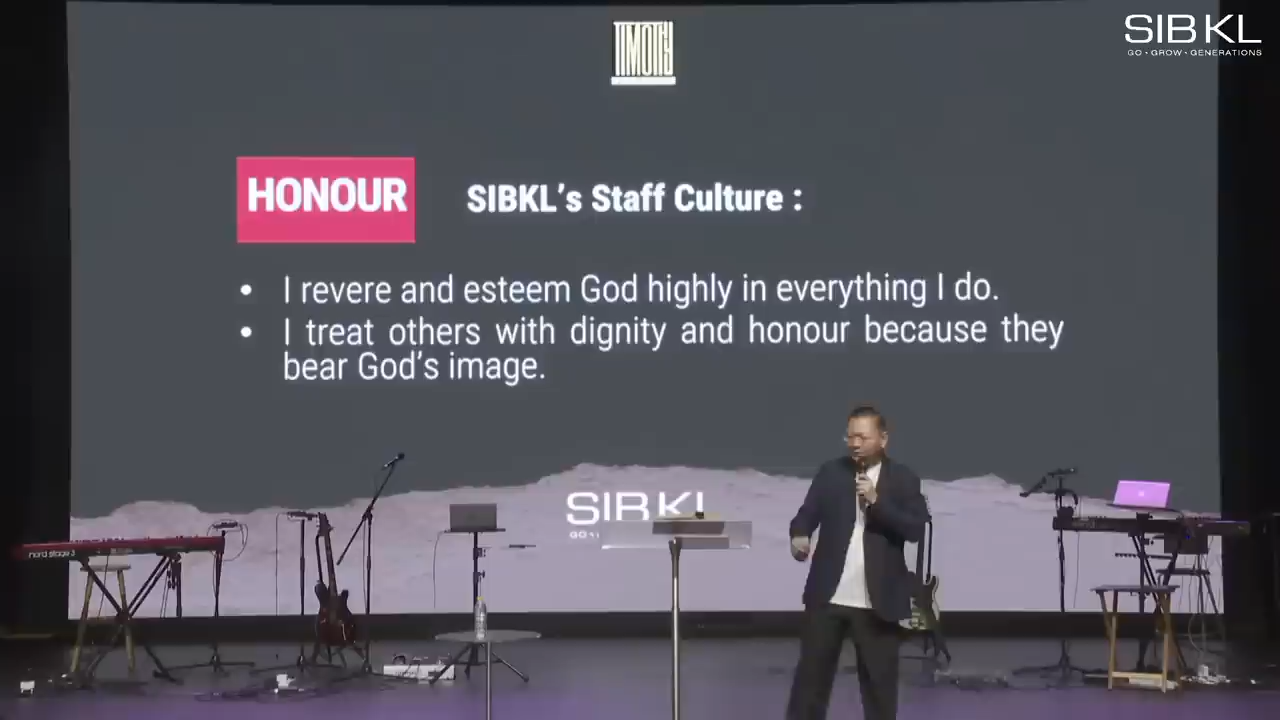 TIMOTHY
SIBKL
GO • GROW • GENERATIONS
HONOUR
SIBKL’s Staff Culture :
• I revere and esteem God highly in everything I do.
• I treat others with dignity and honour because they
bear God’s image.
SIBKL
GO
nord stage 3